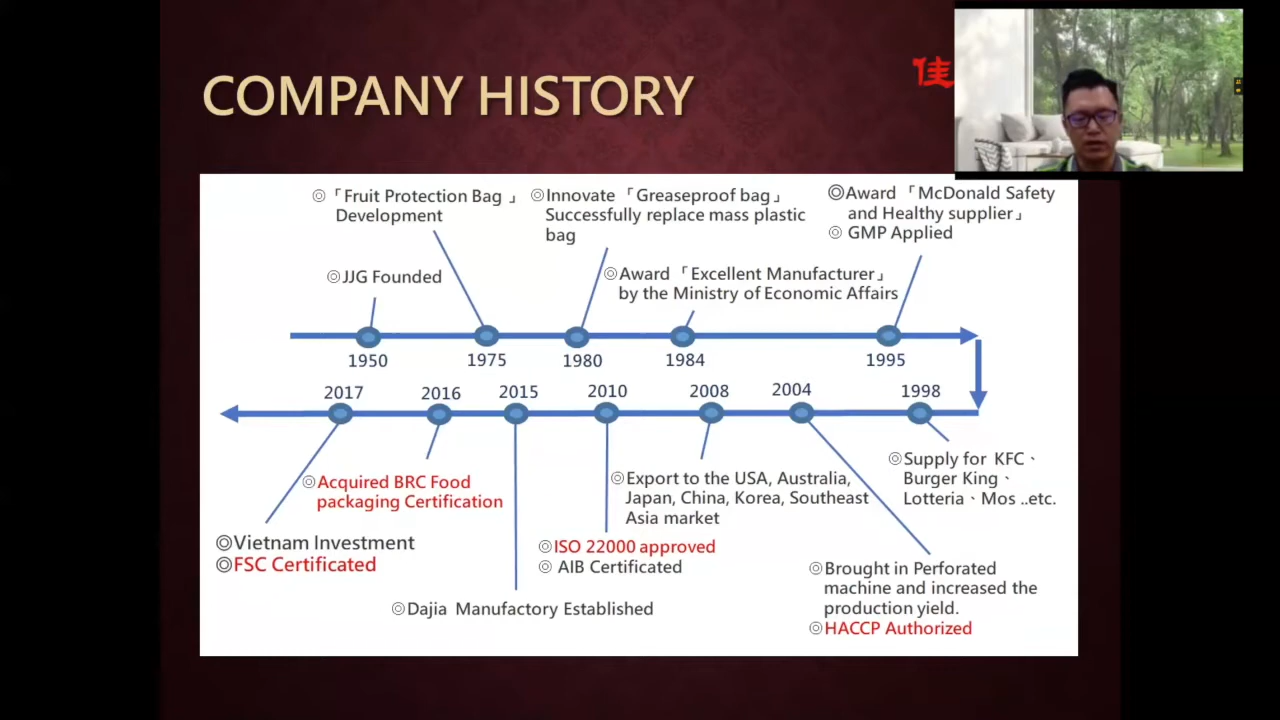 COMPANY HISTORY
佳
◎「Fruit Protection Bag」
Development
◎Innovate「Greaseproof bag」
Successfully replace mass plastic
bag
◎Award「McDonald Safety
and Healthy supplier」
◎ GMP Applied
◎JJG Founded
◎Award「Excellent Manufacturer」
by the Ministry of Economic Affairs
1950 1975 1980 1984 1995
2017 2016 2015 2010 2008 2004 1998
◎Supply for KFC、
Burger King、
Lotteria、Mos ..etc.
◎Acquired BRC Food
packaging Certification
◎Export to the USA, Australia,
Japan, China, Korea, Southeast
Asia market
◎Vietnam Investment
◎FSC Certificated
◎ISO 22000 approved
◎ AIB Certificated
◎Brought in Perforated
machine and increased the
production yield.
◎HACCP Authorized
◎Dajia Manufactory Established